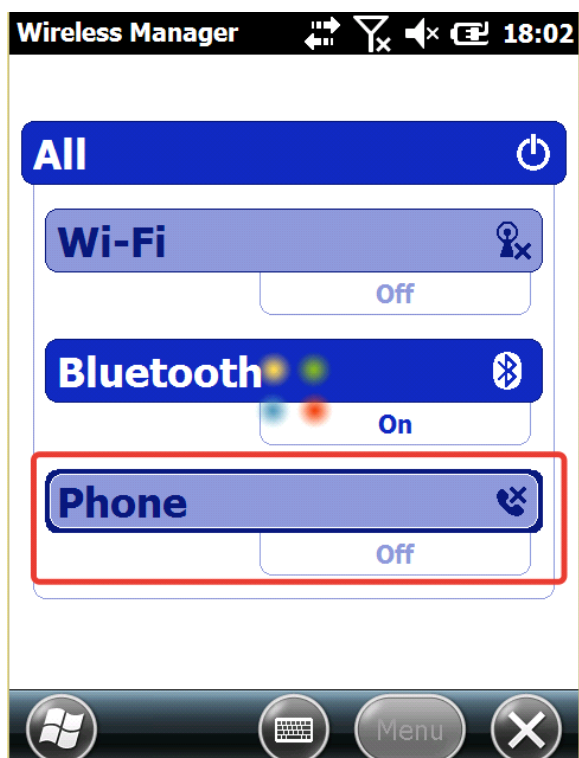 Wireless Manager 18:02
All
Wi-Fi
Off
Bluetooth
On
Phone
Off
Menu